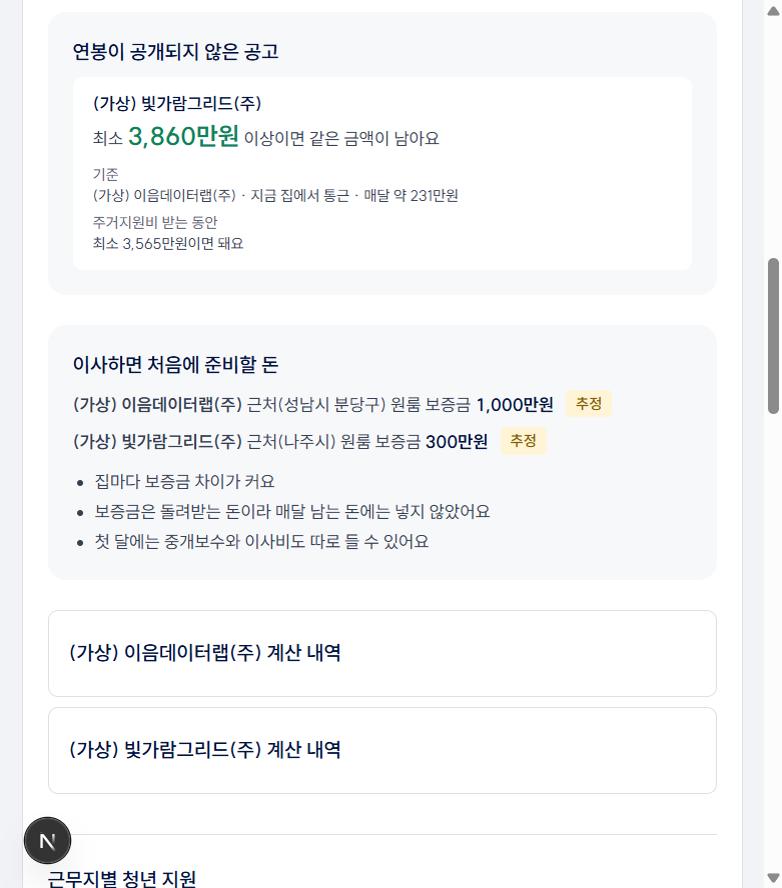 연봉이 공개되지 않은 공고
(가상) 빛가람그리드(주)
최소 3,860만원 이상이면 같은 금액이 남아요
기준
(가상) 이음데이터랩(주) · 지금 집에서 통근 · 매달 약 231만원
주거지원비 받는 동안
최소 3,565만원이면 돼요
이사하면 처음에 준비할 돈
(가상) 이음데이터랩(주) 근처(성남시 분당구) 원룸 보증금 1,000만원 추정
(가상) 빛가람그리드(주) 근처(나주시) 원룸 보증금 300만원 추정
• 집마다 보증금 차이가 커요
• 보증금은 돌려받는 돈이라 매달 남는 돈에는 넣지 않았어요
• 첫 달에는 중개보수와 이사비도 따로 들 수 있어요
(가상) 이음데이터랩(주) 계산 내역
(가상) 빛가람그리드(주) 계산 내역
N
근무지별 청년 지원